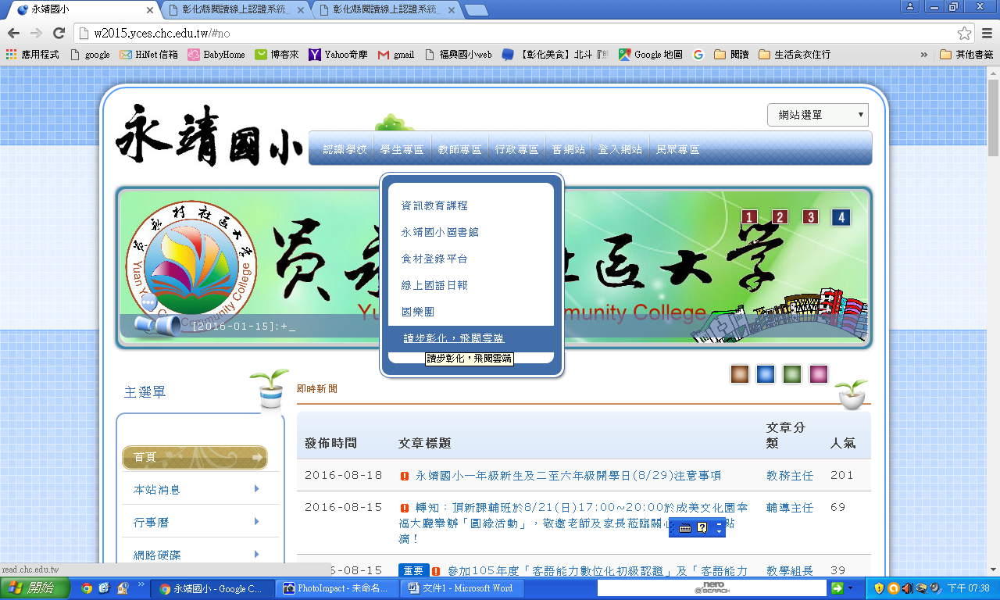 永靖國小
彰化縣閱讀線上認證系統_
彰化縣閱讀線上認證系統_
w2015.yces.chc.edu.tw/#no
應用程式
google
HiNet 信箱
BabyHome
博客來
Yahoo奇摩
gmail
福興國小web
Google 地圖
閱讀
生活食衣住行
»
其他書籤
永靖國小
網站選單
認識學校
學生專區
教師專區
行政專區
舊網站
登入網站
民眾專區
資訊教育課程
永靖國小圖書館
食材登錄平台
線上國語日報
國樂團
讀步彰化，飛閱雲端
讀步彰化，飛閱雲端
1 2 3 4
社區大學
Community College
[2016-01-15]:+_
主選單
首頁
本站消息
行事曆
網路硬碟
即時新聞
發佈時間 文章標題 文章分類 人氣
2016-08-18 永靖國小一年級新生及二至六年級開學日(8/29)注意事項 教務主任 201
2016-08-15 轉知：頂新課輔班於8/21(日)17:00~20:00於成美文化園幸 輔導主任 69
福大廳舉辦「圓緣活動」，敬邀老師及家長蒞臨關心
滴！
08-15 重要 參加105年度「客語能力數位化初級認證」及「客語能力 教學組長 39
read.chc.edu.tw
開始
永靖國小 - Google C...
PhotoImpact - 未命名...
文件1 - Microsoft Word
nero
SEARCH
下午 07:38